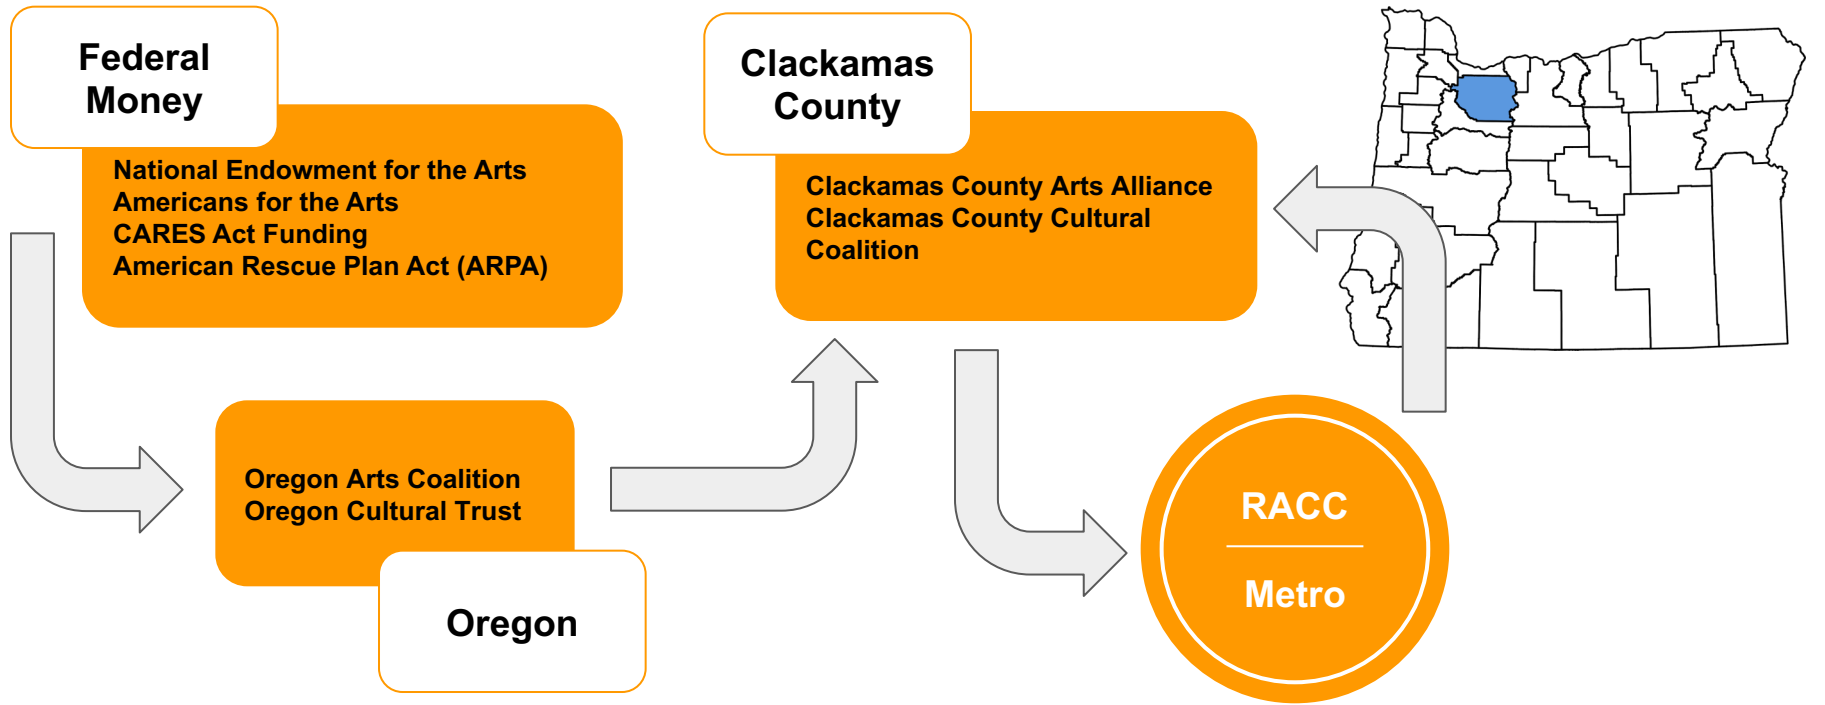 Federal
Money
National Endowment for the Arts
Americans for the Arts
CARES Act Funding
American Rescue Plan Act (ARPA)
Oregon Arts Coalition
Oregon Cultural Trust
Oregon
Clackamas
County
Clackamas County Arts Alliance
Clackamas County Cultural
Coalition
RACC
Metro